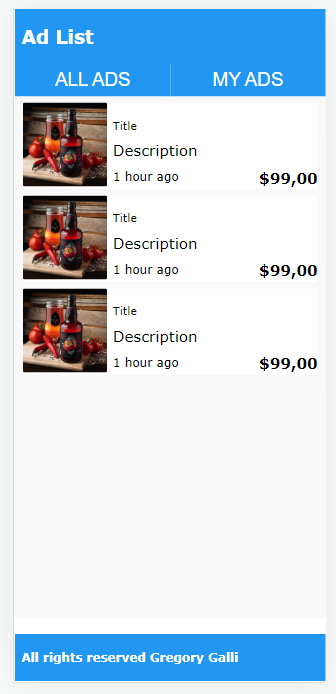 Ad List
ALL ADS MY ADS
Title
Description
1 hour ago $99,00
Title
Description
1 hour ago $99,00
Title
Description
1 hour ago $99,00
All rights reserved Gregory Galli